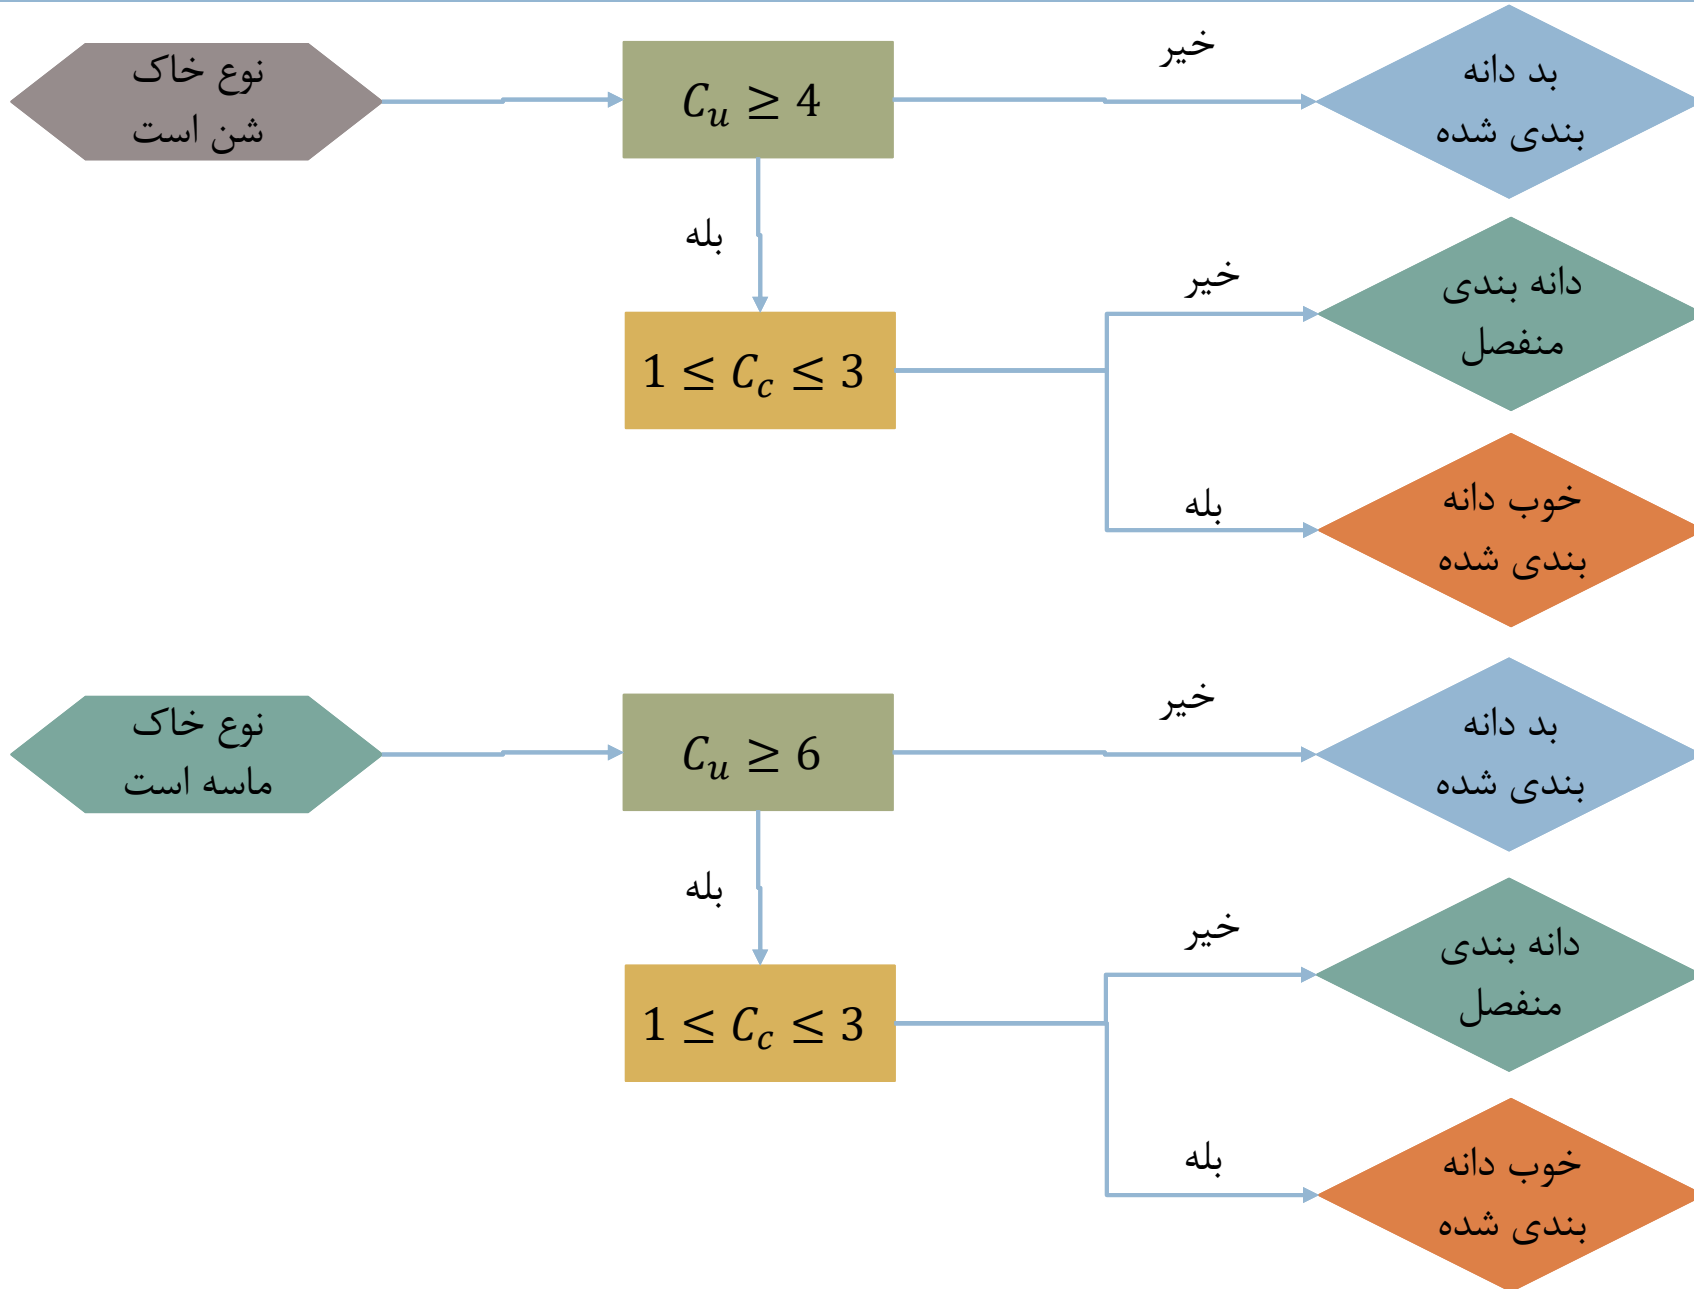 نوع خاک
شن است
C_u ≥ 4
خیر
بد دانه
بندی شده
بله
1 ≤ C_c ≤ 3
خیر
دانه بندی
منفصل
بله
خوب دانه
بندی شده
نوع خاک
ماسه است
C_u ≥ 6
خیر
بد دانه
بندی شده
بله
1 ≤ C_c ≤ 3
خیر
دانه بندی
منفصل
بله
خوب دانه
بندی شده